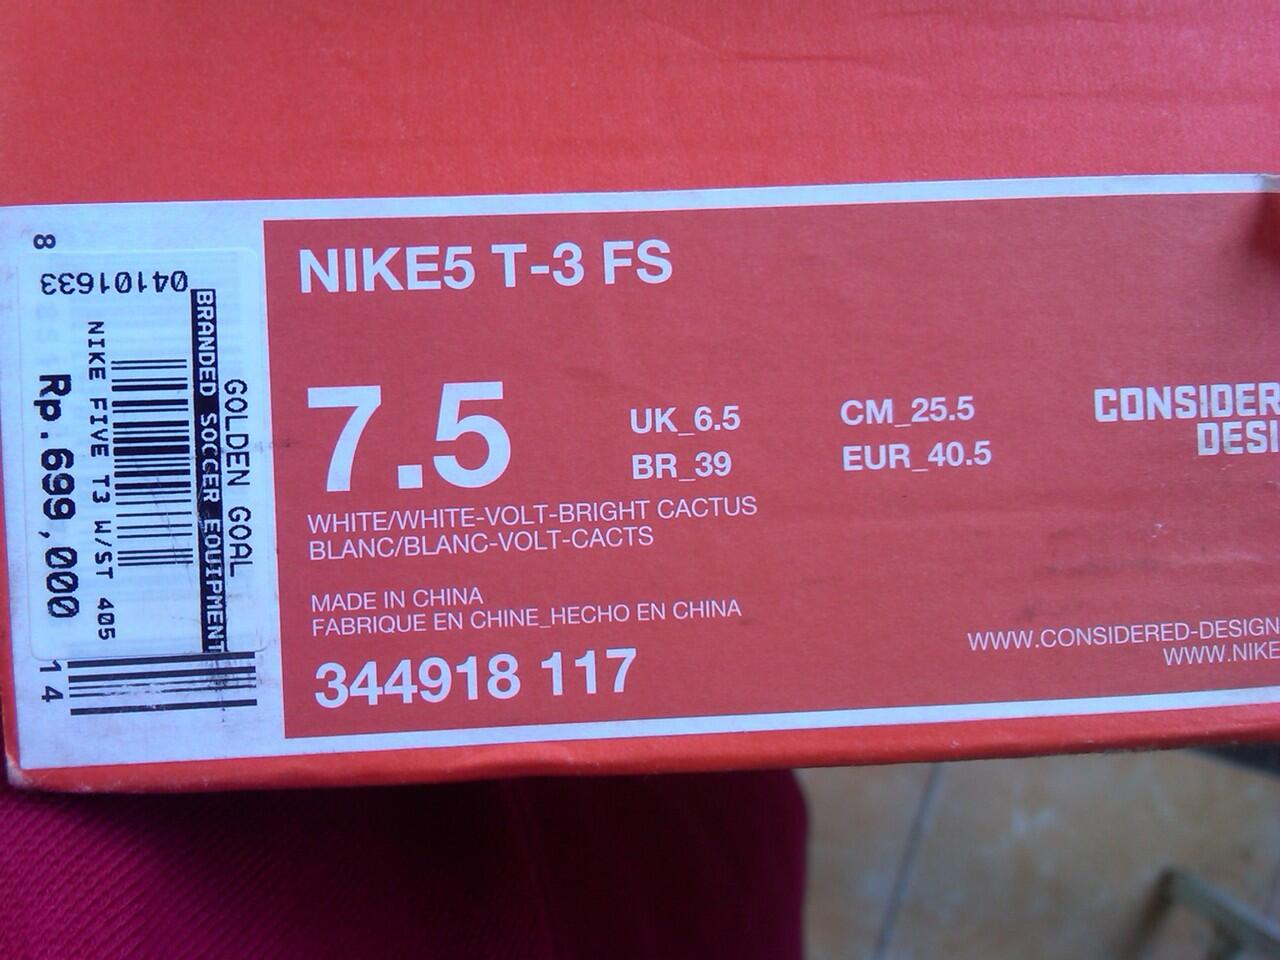 NIKE5 T-3 FS
7.5
UK_6.5
CM_25.5
BR_39
EUR_40.5
CONSIDER
DESI
WHITE/WHITE-VOLT-BRIGHT CACTUS
BLANC/BLANC-VOLT-CACTS
MADE IN CHINA
FABRIQUE EN CHINE_HECHO EN CHINA
344918 117
WWW.CONSIDERED-DESIGN
WWW.NIKE
GOLDEN GOAL
BRANDED SOCCER EQUIPMENT
04101633
NIKE FIVE T3 W/ST 405
Rp.699,000
8
14